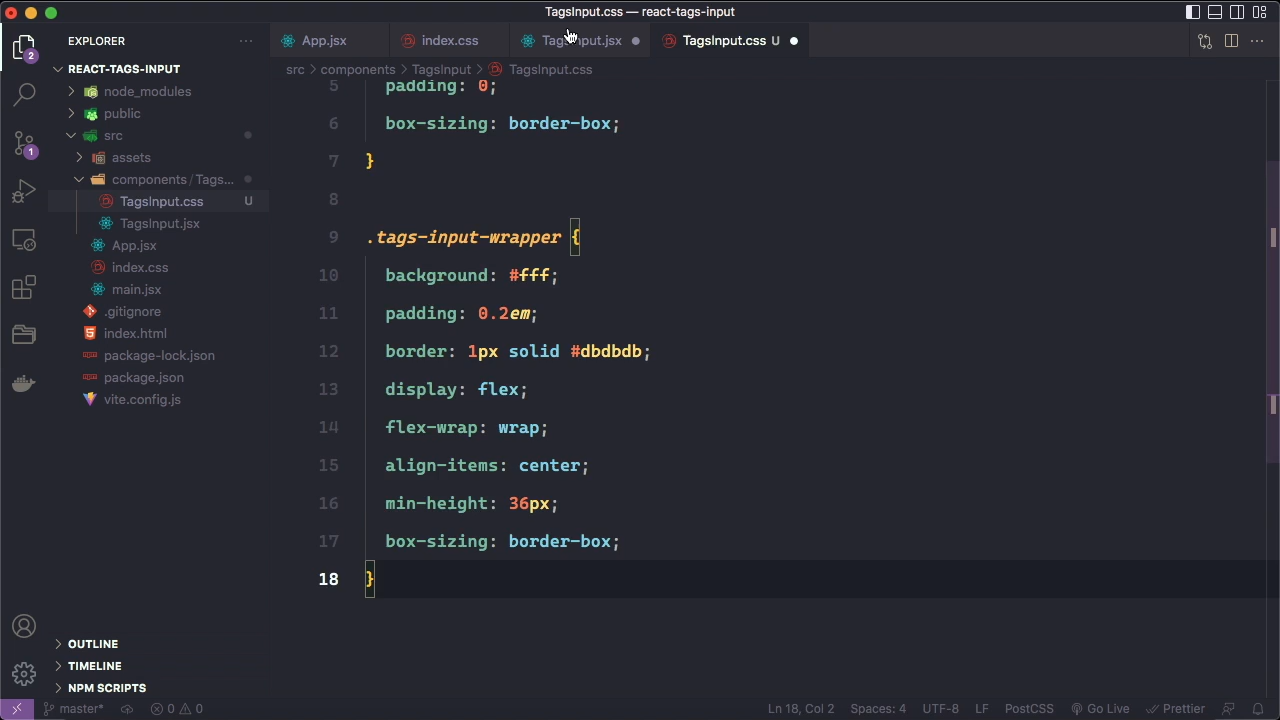 TagsInput.css — react-tags-input
EXPLORER
App.jsx
index.css
TagsInput.jsx
TagsInput.css U
src > components > TagsInput > TagsInput.css
REACT-TAGS-INPUT
node_modules
public
src
assets
components / Tags...
TagsInput.css U
TagsInput.jsx
App.jsx
index.css
main.jsx
.gitignore
index.html
package-lock.json
package.json
vite.config.js
2
1
5 padding: 0;
6 box-sizing: border-box;
7 }
8
9 .tags-input-wrapper {
10 background: #fff;
11 padding: 0.2em;
12 border: 1px solid #dbdbdb;
13 display: flex;
14 flex-wrap: wrap;
15 align-items: center;
16 min-height: 36px;
17 box-sizing: border-box;
18 }
OUTLINE
TIMELINE
NPM SCRIPTS
master* 0 0 Ln 18, Col 2 Spaces: 4 UTF-8 LF PostCSS Go Live Prettier